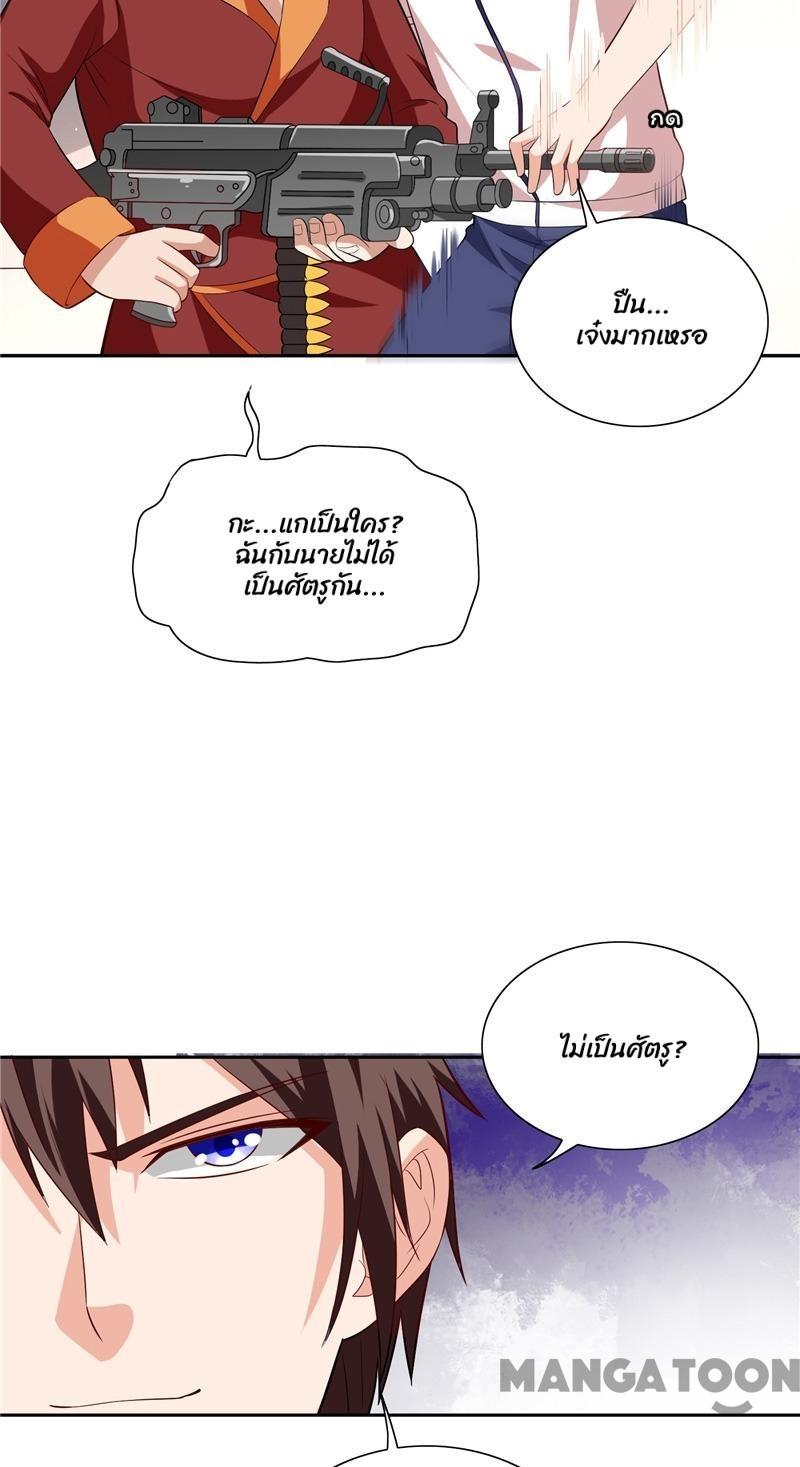 กด
ปืน...
เจ๋งมากเหรอ
กะ...แกเป็นใคร?
ฉันกับนายไม่ได้
เป็นศัตรูกัน...
ไม่เป็นศัตรู?
MANGATOON